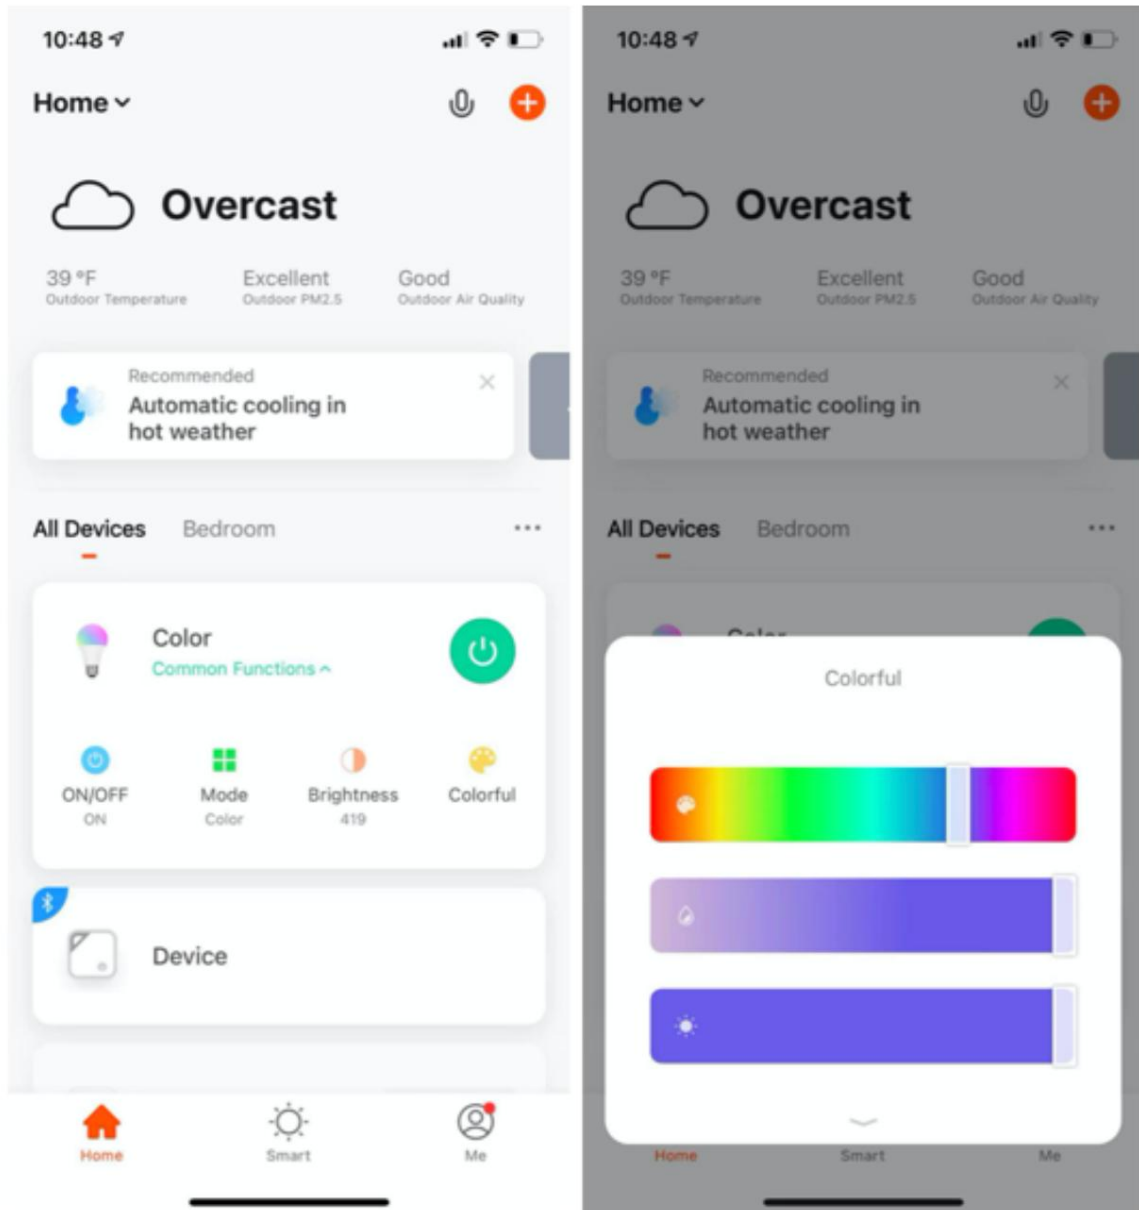 10:48
Home
Overcast
39 °F Excellent Good
Outdoor Temperature Outdoor PM2.5 Outdoor Air Quality
Recommended
Automatic cooling in
hot weather
All Devices Bedroom
Color
Common Functions
ON/OFF Mode Brightness Colorful
ON Color 419
Device
Home Smart Me
10:48
Home
Overcast
39 °F Excellent Good
Outdoor Temperature Outdoor PM2.5 Outdoor Air Quality
Recommended
Automatic cooling in
hot weather
All Devices Bedroom
Color
Colorful
Home Smart Me